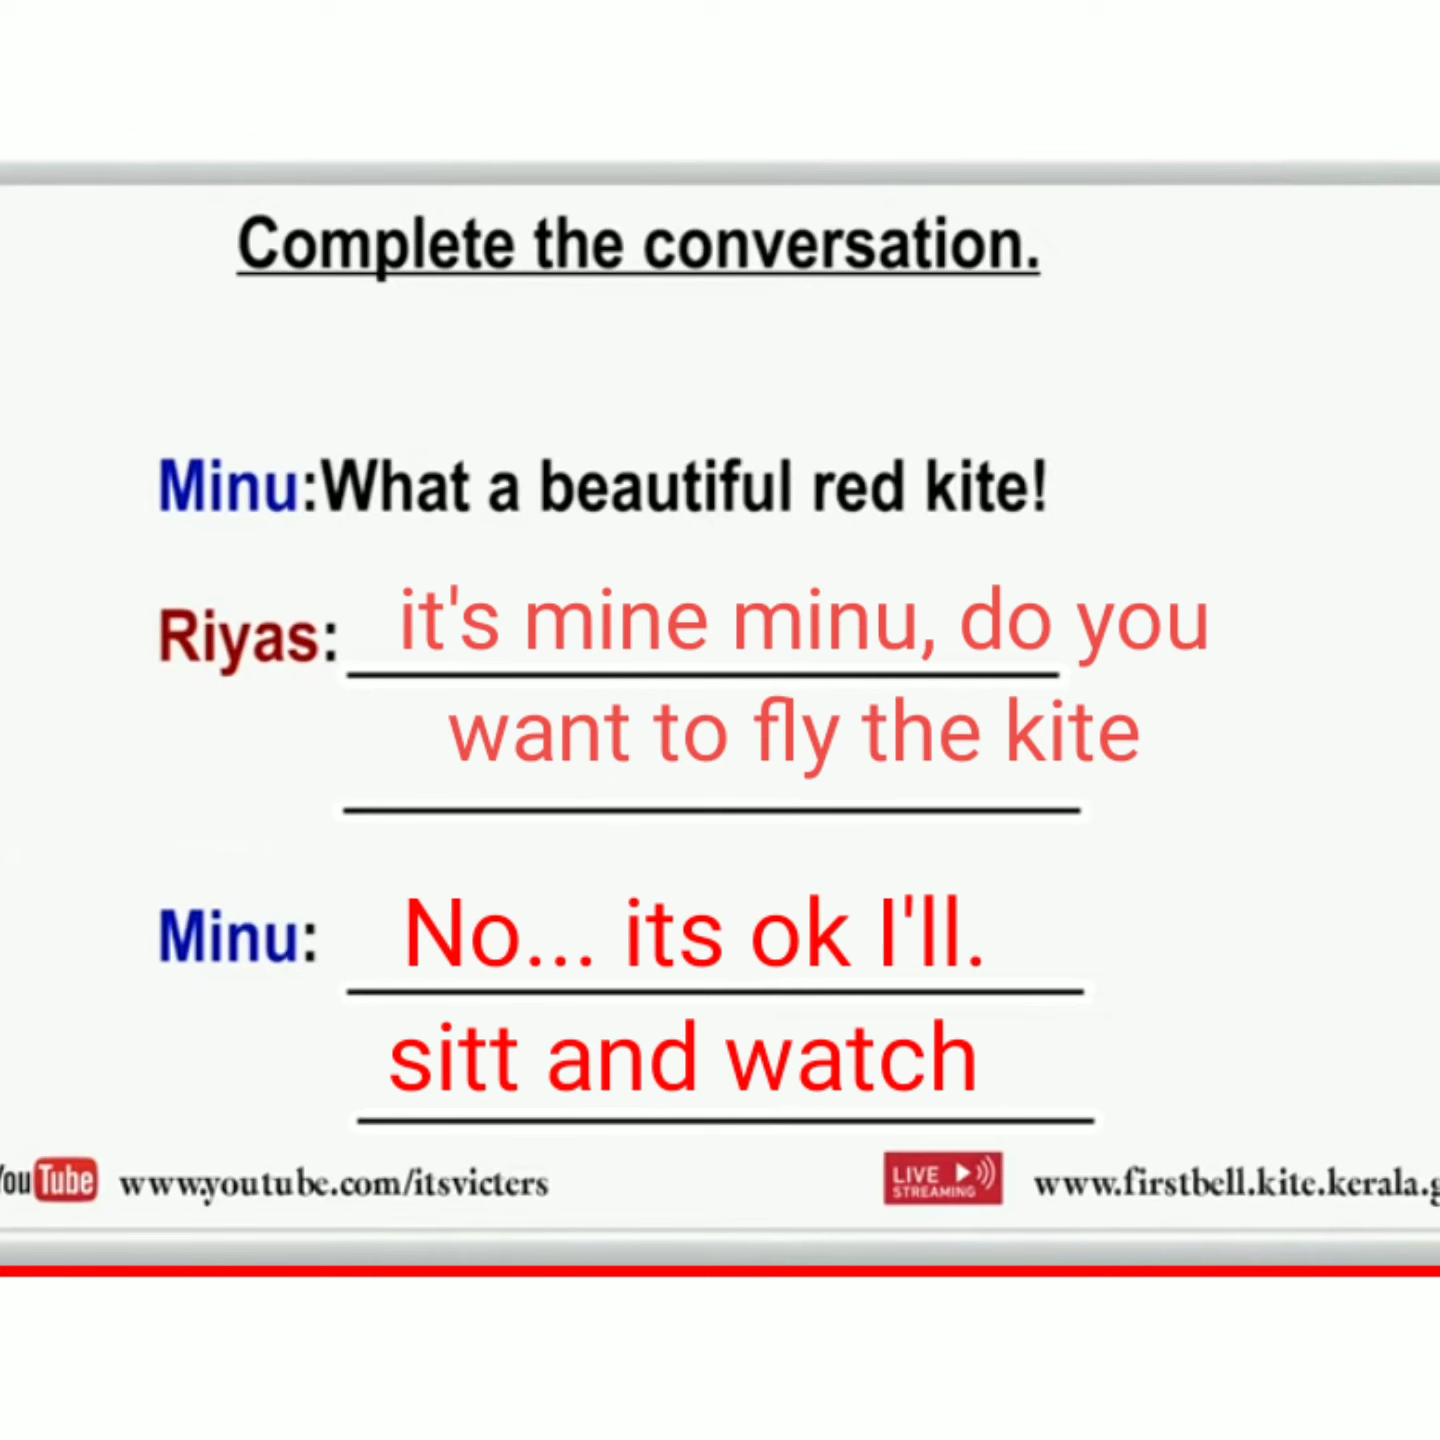 Complete the conversation.
Minu:What a beautiful red kite!
Riyas: it's mine minu, do you
want to fly the kite
Minu: No... its ok I'll.
sitt and watch
YouTube www.youtube.com/itsvicters LIVE STREAMING www.firstbell.kite.kerala.g